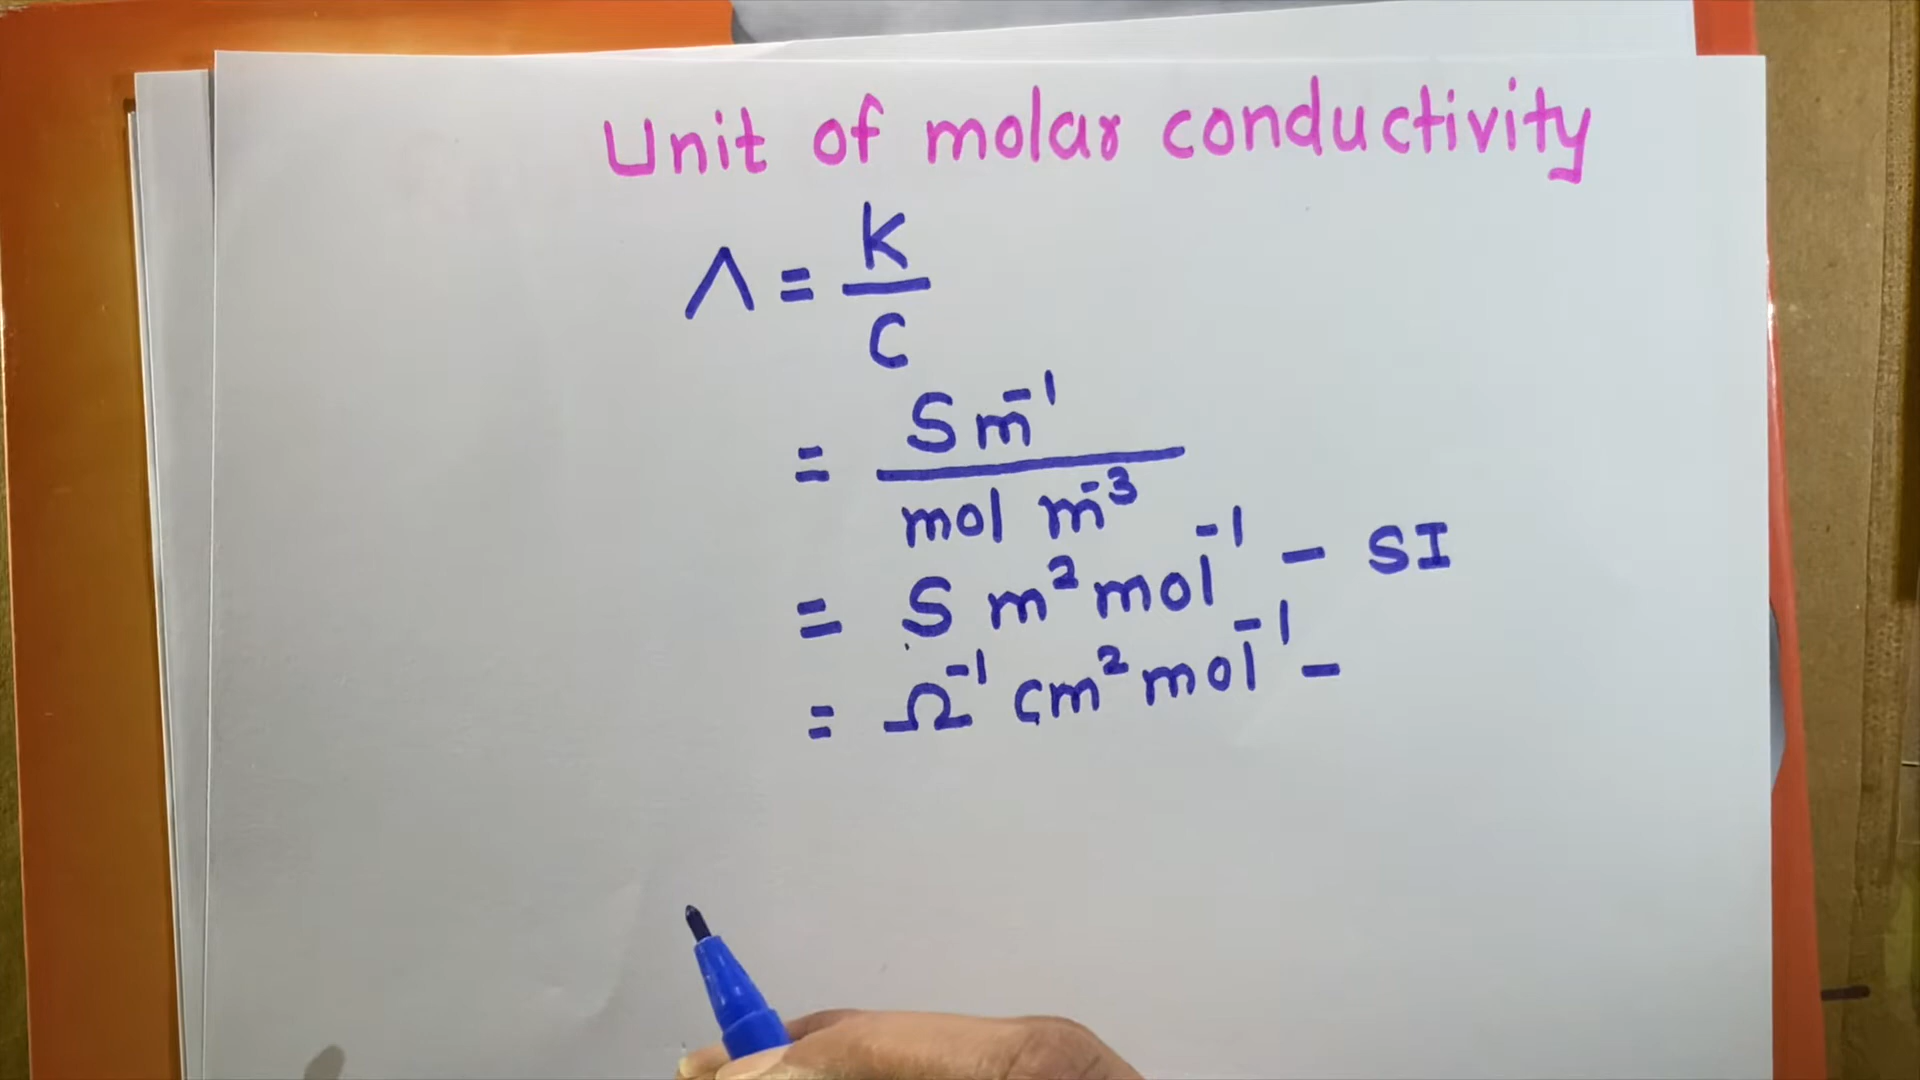 Unit of molar conductivity
Λ = K/C
= S m⁻¹ / mol m⁻³
= S m² mol⁻¹ - SI
= Ω⁻¹ cm² mol⁻¹ -